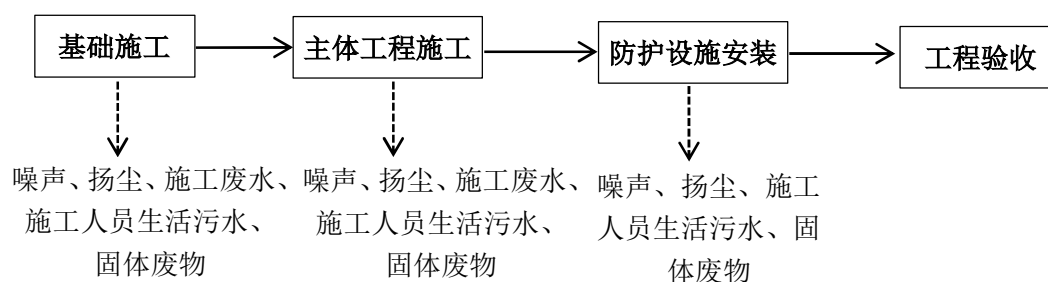 基础施工
主体工程施工
防护设施安装
工程验收
噪声、扬尘、施工废水、
施工人员生活污水、
固体废物
噪声、扬尘、施工废水、
施工人员生活污水、
固体废物
噪声、扬尘、施工
人员生活污水、固
体废物